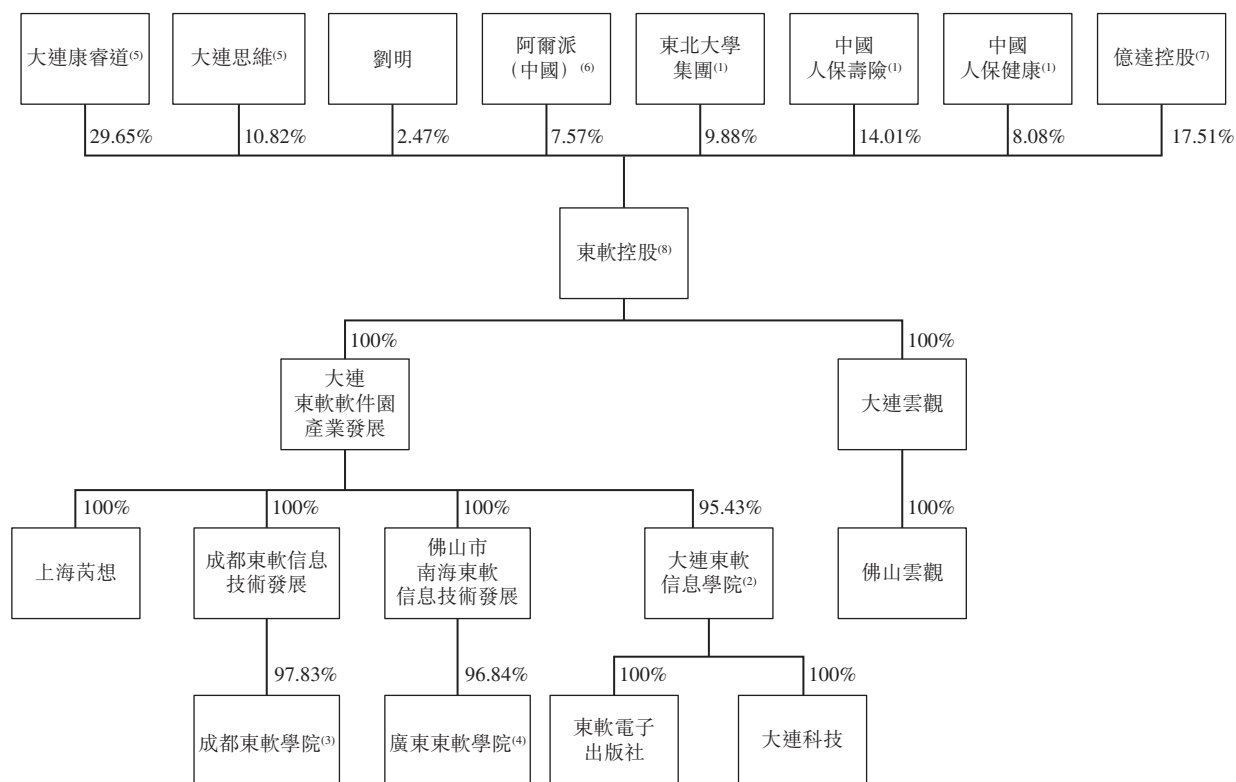 大連康睿道(5)
大連思維(5)
劉明
阿爾派
（中國）(6)
東北大學
集團(1)
中國
人保壽險(1)
中國
人保健康(1)
億達控股(7)
29.65%
10.82%
2.47%
7.57%
9.88%
14.01%
8.08%
17.51%
東軟控股(8)
100%
100%
大連
東軟軟件園
產業發展
大連雲觀
100%
100%
100%
95.43%
100%
上海芮想
成都東軟信息
技術發展
佛山市
南海東軟
信息技術發展
大連東軟
信息學院(2)
佛山雲觀
97.83%
96.84%
100%
100%
成都東軟學院(3)
廣東東軟學院(4)
東軟電子
出版社
大連科技